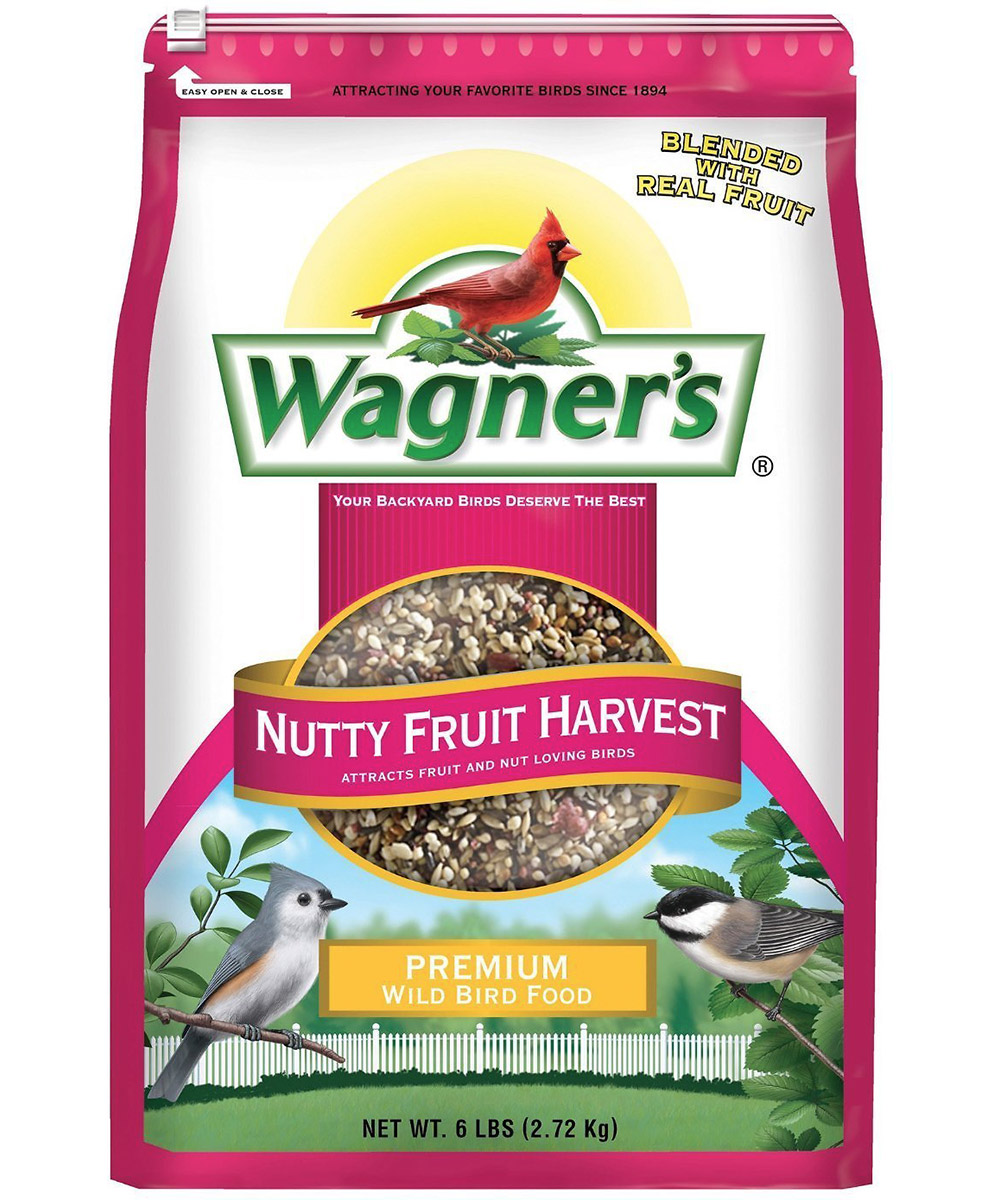 EASY OPEN & CLOSE
ATTRACTING YOUR FAVORITE BIRDS SINCE 1894
BLENDED
WITH
REAL FRUIT
Wagner's
®
YOUR BACKYARD BIRDS DESERVE THE BEST
NUTTY FRUIT HARVEST
ATTRACTS FRUIT AND NUT LOVING BIRDS
PREMIUM
WILD BIRD FOOD
NET WT. 6 LBS (2.72 Kg)